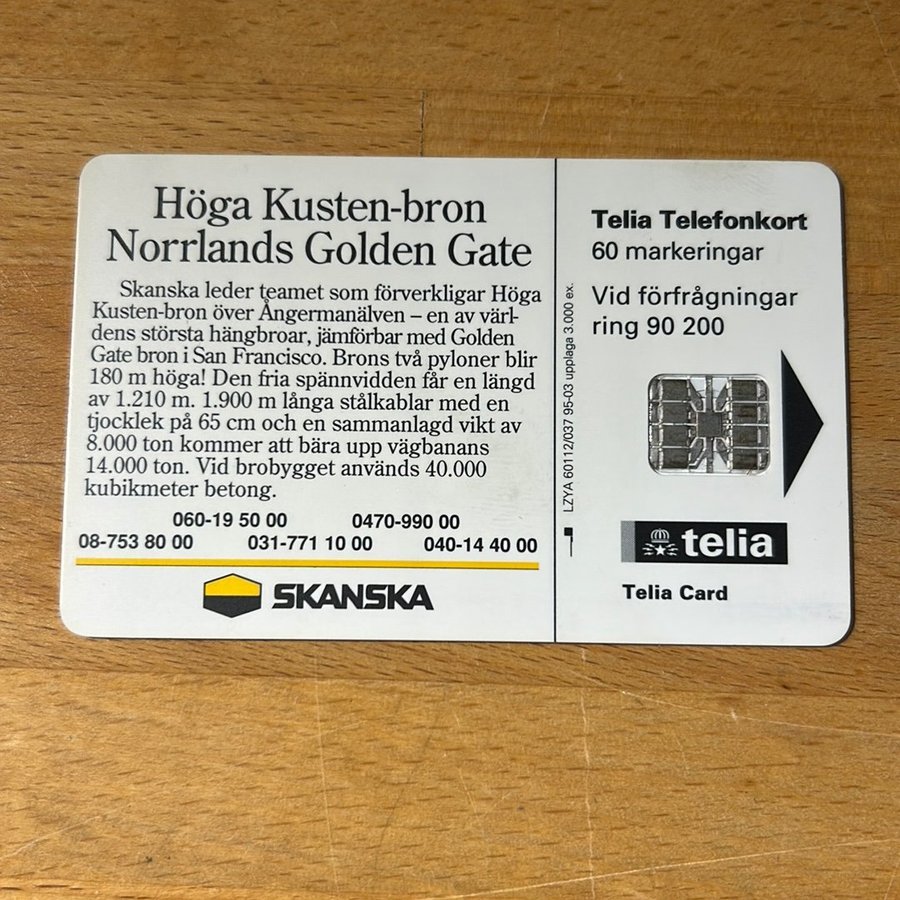 Höga Kusten-bron
Norrlands Golden Gate
Skanska leder teamet som förverkligar Höga
Kusten-bron över Ångermanälven – en av värl-
dens största hängbroar, jämförbar med Golden
Gate bron i San Francisco. Brons två pyloner blir
180 m höga! Den fria spännvidden får en längd
av 1.210 m. 1.900 m långa stålkablar med en
tjocklek på 65 cm och en sammanlagd vikt av
8.000 ton kommer att bära upp vägbanans
14.000 ton. Vid brobygget används 40.000
kubikmeter betong.
060-19 50 00 0470-990 00
08-753 80 00 031-771 10 00 040-14 40 00
SKANSKA
LZYA 60112/037 95-03 upplaga 3.000 ex.
Telia Telefonkort
60 markeringar
Vid förfrågningar
ring 90 200
telia
Telia Card